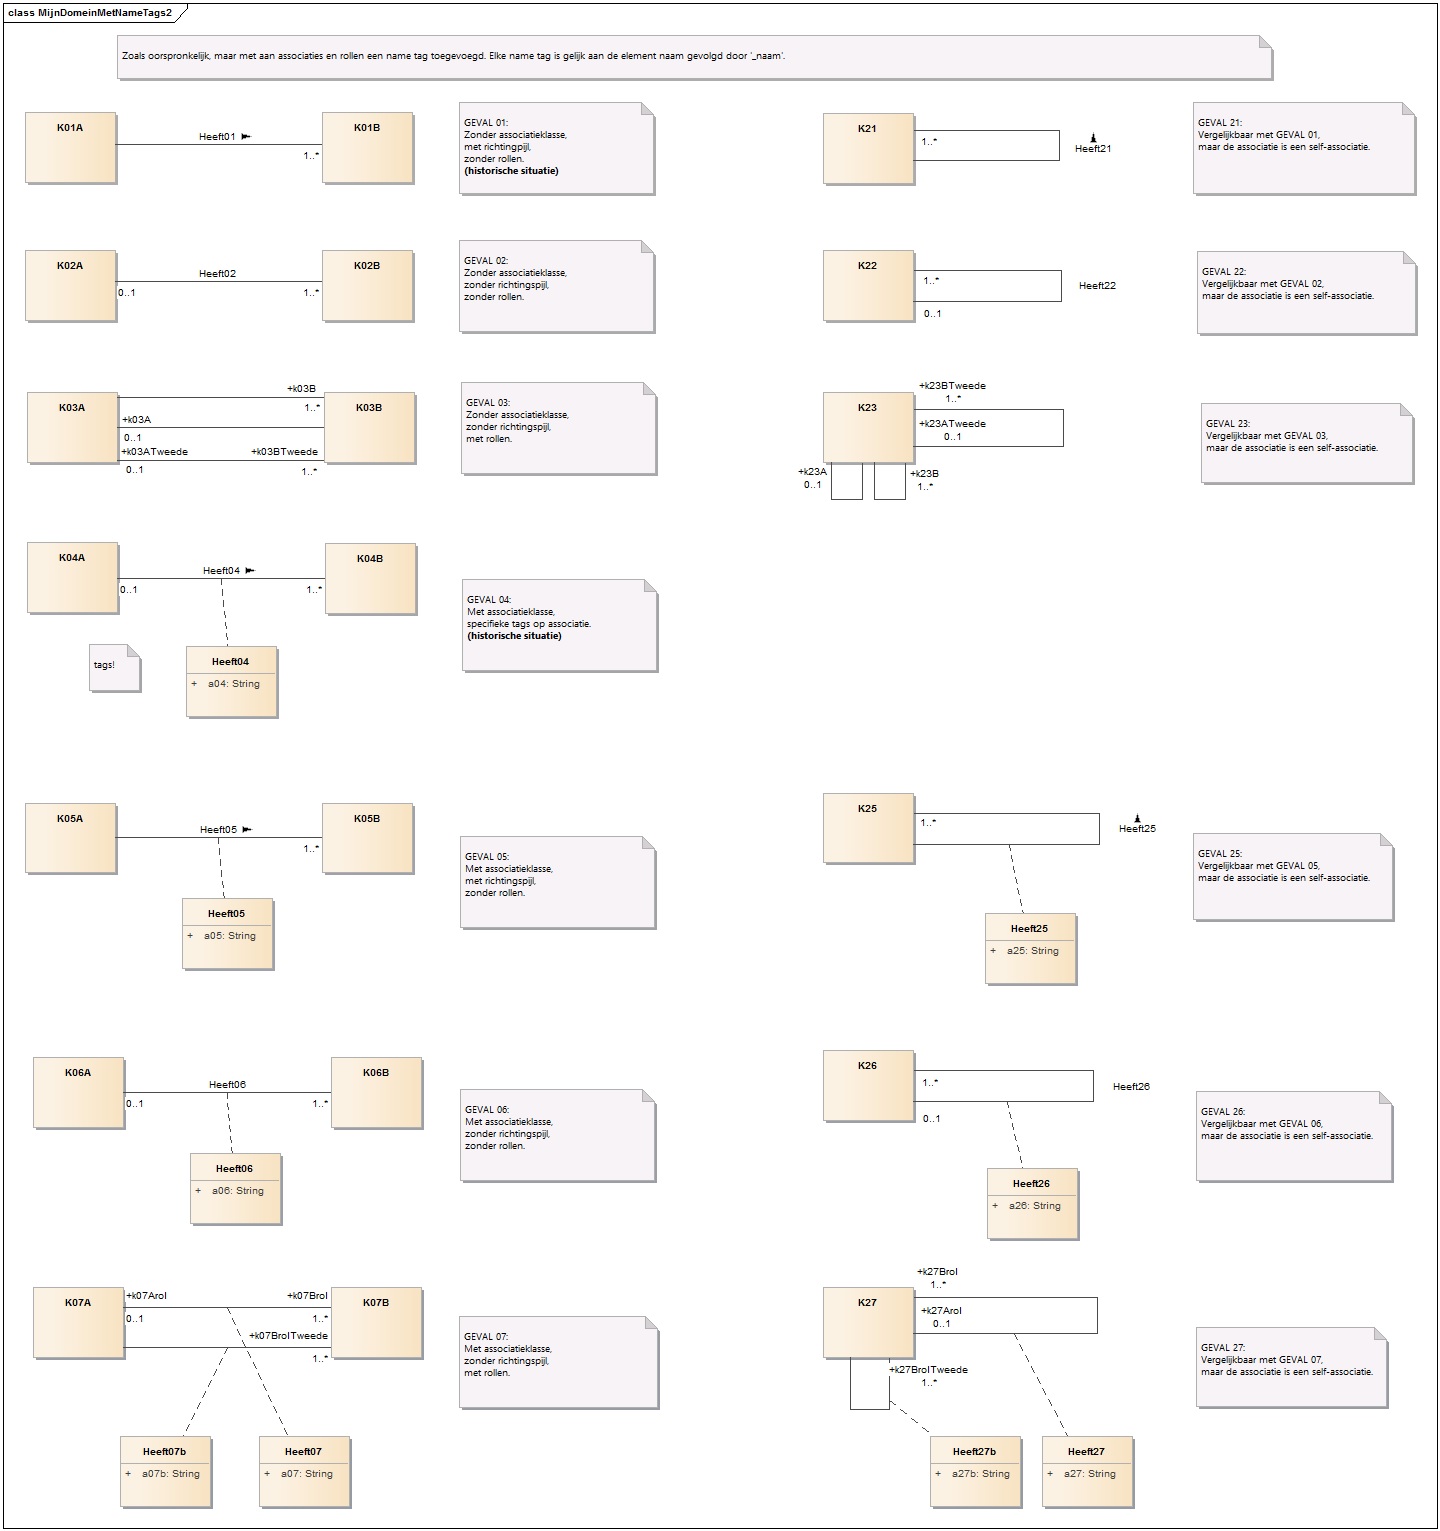 class MijnDomeinMetNameTags2
Zoals oorspronkelijk, maar met aan associaties en rollen een name tag toegevoegd. Elke name tag is gelijk aan de element naam gevolgd door '_naam'.
K01A
Heeft01
1..*
K01B
GEVAL 01:
Zonder associatieklasse,
met richtingpijl,
zonder rollen.
(historische situatie)
K21
1..*
Heeft21
GEVAL 21:
Vergelijkbaar met GEVAL 01,
maar de associatie is een self-associatie.
K02A
0..1
Heeft02
1..*
K02B
GEVAL 02:
Zonder associatieklasse,
zonder richtingspijl,
zonder rollen.
K22
1..*
0..1
Heeft22
GEVAL 22:
Vergelijkbaar met GEVAL 02,
maar de associatie is een self-associatie.
K03A
+k03B
1..*
+k03A
0..1
+k03ATweede
0..1
+k03BTweede
1..*
K03B
GEVAL 03:
Zonder associatieklasse,
zonder richtingspijl,
met rollen.
K23
+k23BTweede
1..*
+k23ATweede
0..1
+k23A
0..1
+k23B
1..*
GEVAL 23:
Vergelijkbaar met GEVAL 03,
maar de associatie is een self-associatie.
K04A
0..1
Heeft04
1..*
K04B
tags!
Heeft04
+ a04: String
GEVAL 04:
Met associatieklasse,
specifieke tags op associatie.
(historische situatie)
K05A
Heeft05
1..*
K05B
Heeft05
+ a05: String
GEVAL 05:
Met associatieklasse,
met richtingspijl,
zonder rollen.
K25
1..*
Heeft25
Heeft25
+ a25: String
GEVAL 25:
Vergelijkbaar met GEVAL 05,
maar de associatie is een self-associatie.
K06A
0..1
Heeft06
1..*
K06B
Heeft06
+ a06: String
GEVAL 06:
Met associatieklasse,
zonder richtingspijl,
zonder rollen.
K26
1..*
0..1
Heeft26
Heeft26
+ a26: String
GEVAL 26:
Vergelijkbaar met GEVAL 06,
maar de associatie is een self-associatie.
K07A
+k07Arol
0..1
+k07Brol
1..*
+k07BrolTweede
1..*
K07B
Heeft07b
+ a07b: String
Heeft07
+ a07: String
GEVAL 07:
Met associatieklasse,
zonder richtingspijl,
met rollen.
K27
+k27Brol
1..*
+k27Arol
0..1
+k27BrolTweede
1..*
Heeft27b
+ a27b: String
Heeft27
+ a27: String
GEVAL 27:
Vergelijkbaar met GEVAL 07,
maar de associatie is een self-associatie.